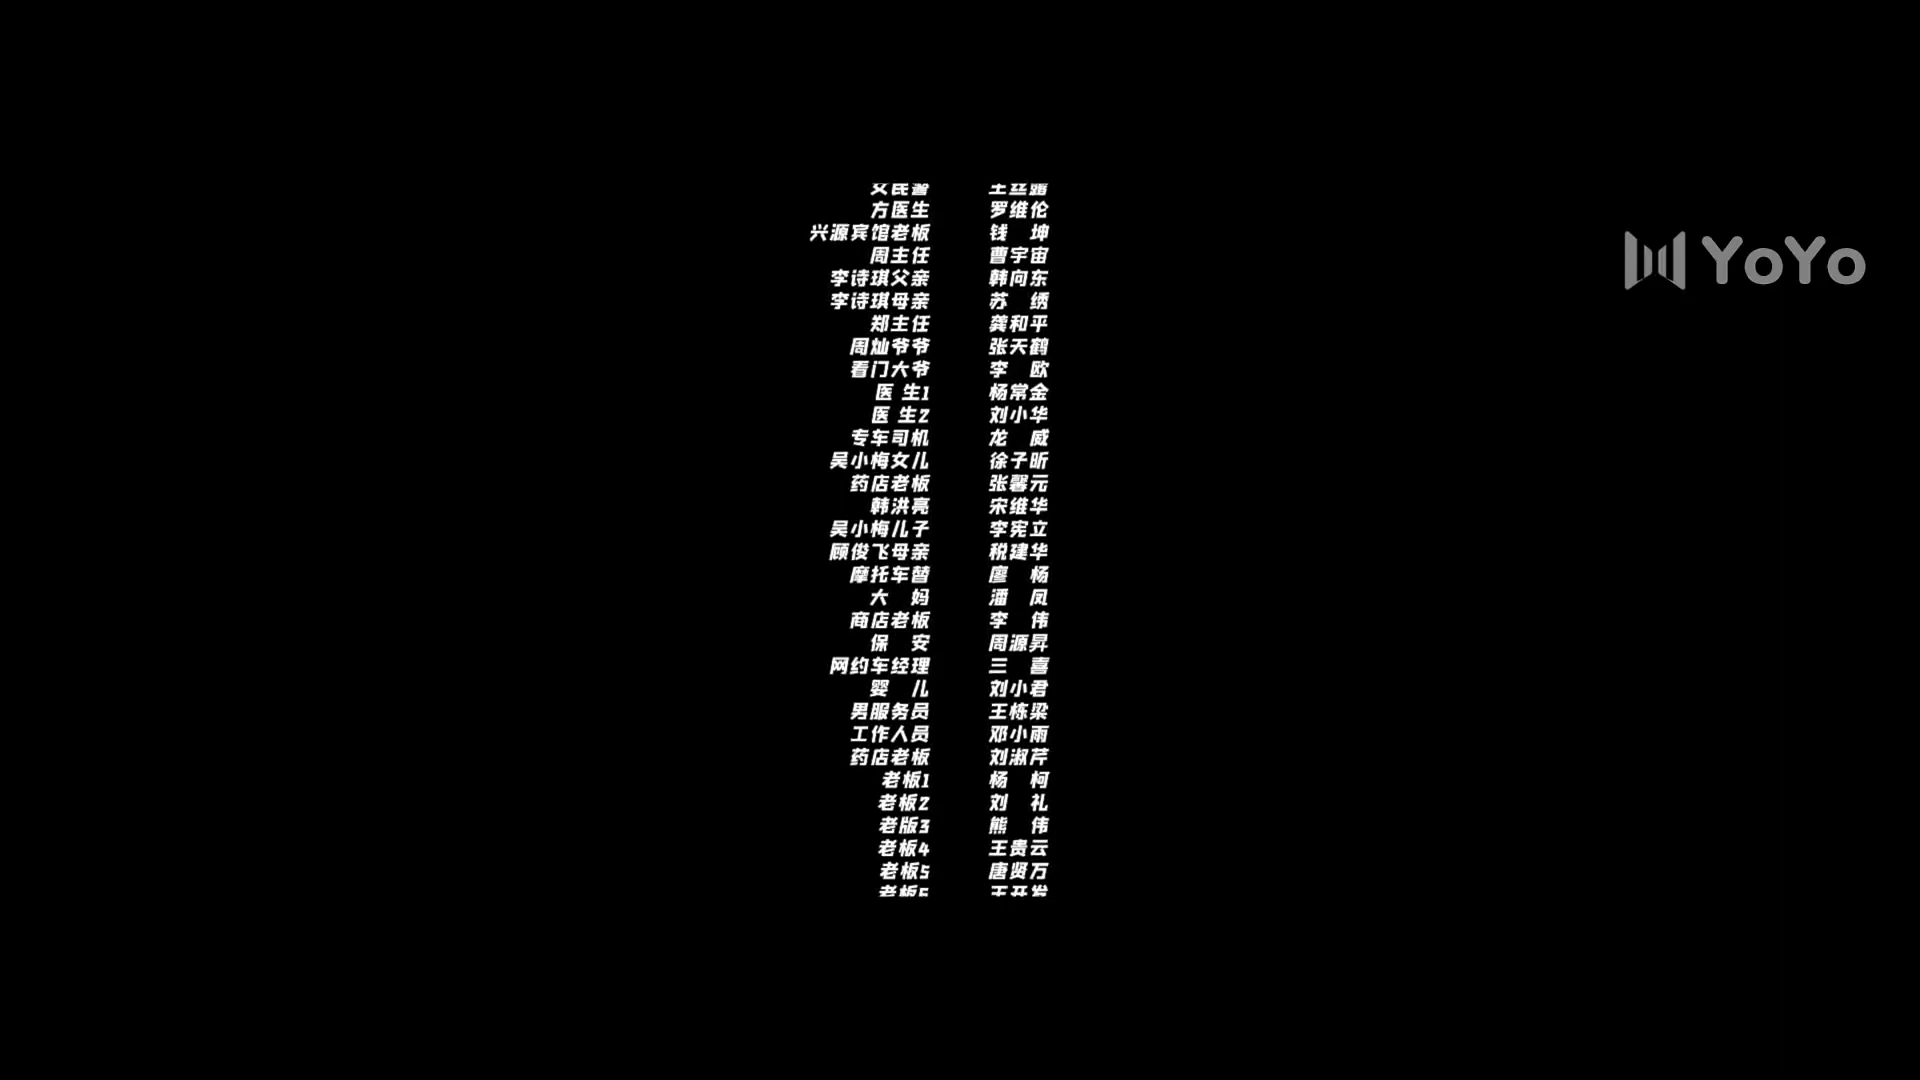 方医生 罗维伦
兴源宾馆老板 钱 坤
周主任 曹宇宙
李诗琪父亲 韩向东
李诗琪母亲 苏 绣
郑主任 龚和平
周灿爷爷 张天鹤
看门大爷 李 欧
医 生1 杨常金
医 生2 刘小华
专车司机 龙 威
吴小梅女儿 徐子昕
药店老板 张馨元
韩洪亮 宋维华
吴小梅儿子 李宪立
顾俊飞母亲 税建华
摩托车替 廖 杨
大 妈 潘 凤
商店老板 李 伟
保 安 周源昇
网约车经理 三 喜
婴 儿 刘小君
男服务员 王栋梁
工作人员 邓小雨
药店老板 刘淑芹
老板1 杨 柯
老板2 刘 礼
老版3 熊 伟
老板4 王贵云
老板5 唐贤万
YoYo